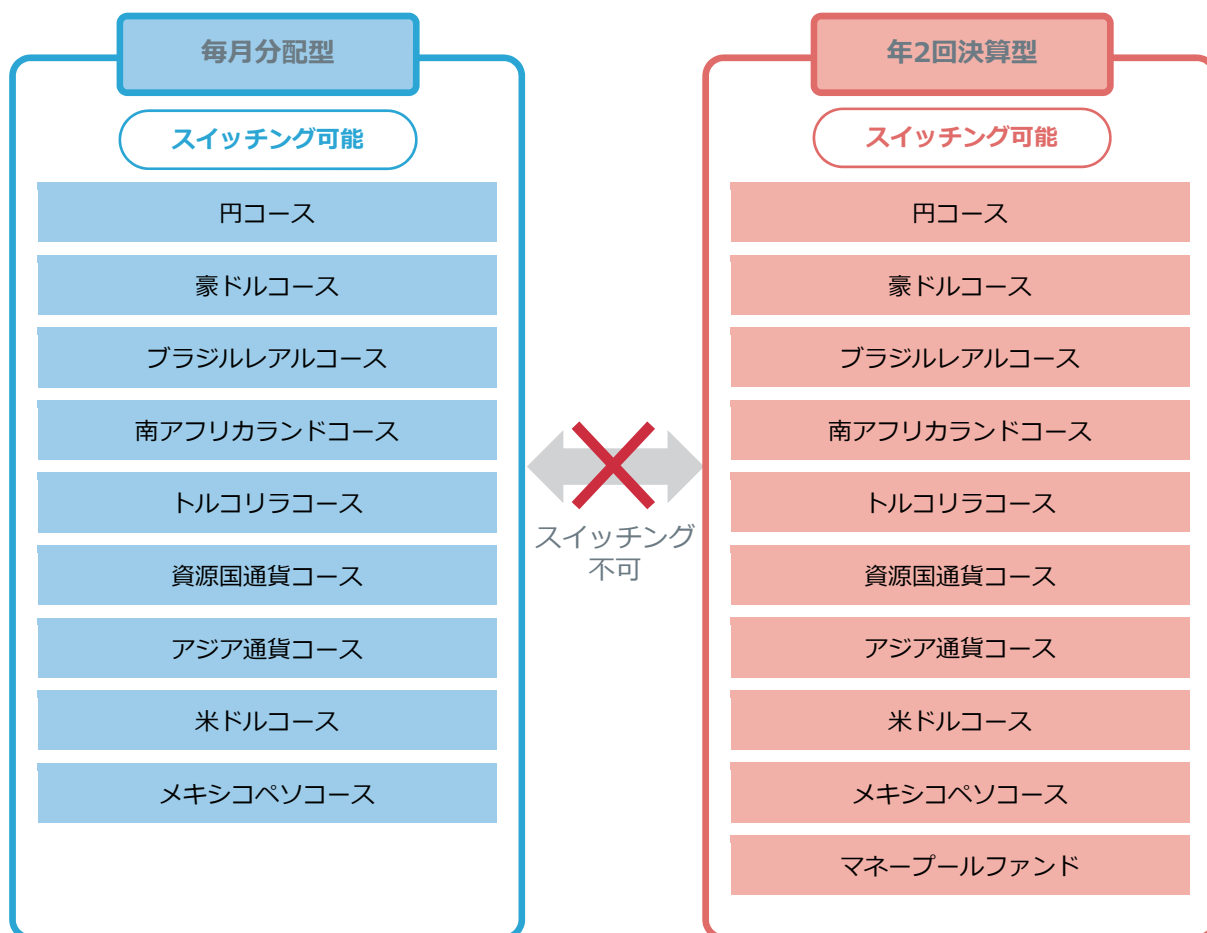 毎月分配型
スイッチング可能
円コース
豪ドルコース
ブラジルレアルコース
南アフリカランドコース
トルコリラコース
資源国通貨コース
アジア通貨コース
米ドルコース
メキシコペソコース
スイッチング
不可
年2回決算型
スイッチング可能
円コース
豪ドルコース
ブラジルレアルコース
南アフリカランドコース
トルコリラコース
資源国通貨コース
アジア通貨コース
米ドルコース
メキシコペソコース
マネープールファンド